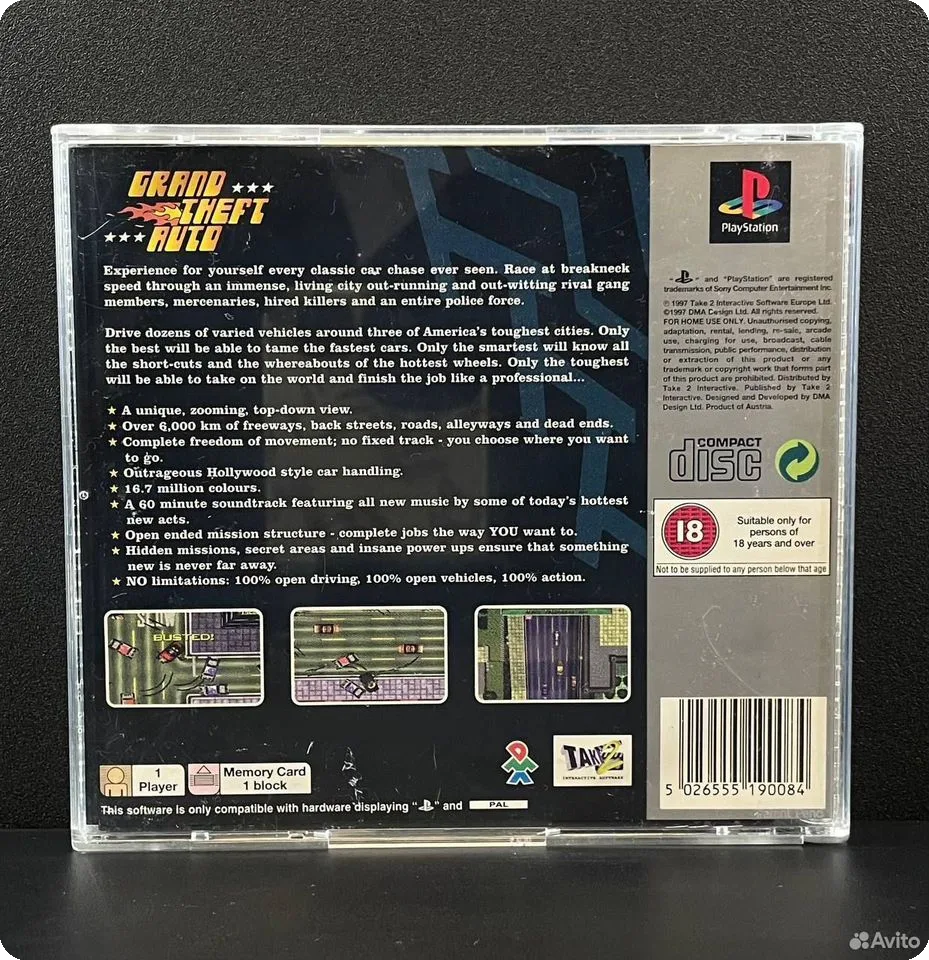 GRAND
THEFT
AUTO
Experience for yourself every classic car chase ever seen. Race at breakneck
speed through an immense, living city out-running and out-witting rival gang
members, mercenaries, hired killers and an entire police force.
Drive dozens of varied vehicles around three of America's toughest cities. Only
the best will be able to tame the fastest cars. Only the smartest will know all
the short-cuts and the whereabouts of the hottest wheels. Only the toughest
will be able to take on the world and finish the job like a professional...
A unique, zooming, top-down view.
Over 6,000 km of freeways, back streets, roads, alleyways and dead ends.
Complete freedom of movement; no fixed track - you choose where you want
to go.
Outrageous Hollywood style car handling.
16.7 million colours.
A 60 minute soundtrack featuring all new music by some of today's hottest
new acts.
Open ended mission structure - complete jobs the way YOU want to.
Hidden missions, secret areas and insane power ups ensure that something
new is never far away.
NO limitations: 100% open driving, 100% open vehicles, 100% action.
BUSTED!
1
Player
Memory Card
1 block
DMA
TAKE 2
INTERACTIVE SOFTWARE
This software is only compatible with hardware displaying " " and PAL
PlayStation
" " and "PlayStation" are registered
trademarks of Sony Computer Entertainment Inc.
℗ 1997 Take 2 Interactive Software Europe Ltd.
©1997 DMA Design Ltd. All rights reserved.
FOR HOME USE ONLY. Unauthorised copying,
adaptation, rental, lending, re-sale, arcade
use, charging for use, broadcast, cable
transmission, public performance, distribution
or extraction of this product or any
trademark or copyright work that forms part
of this product are prohibited. Distributed by
Take 2 Interactive. Published by Take 2
Interactive. Designed and Developed by DMA
Design Ltd. Product of Austria.
COMPACT
disc
18
Suitable only for
persons of
18 years and over
Not to be supplied to any person below that age
5 026555 190084
Avito